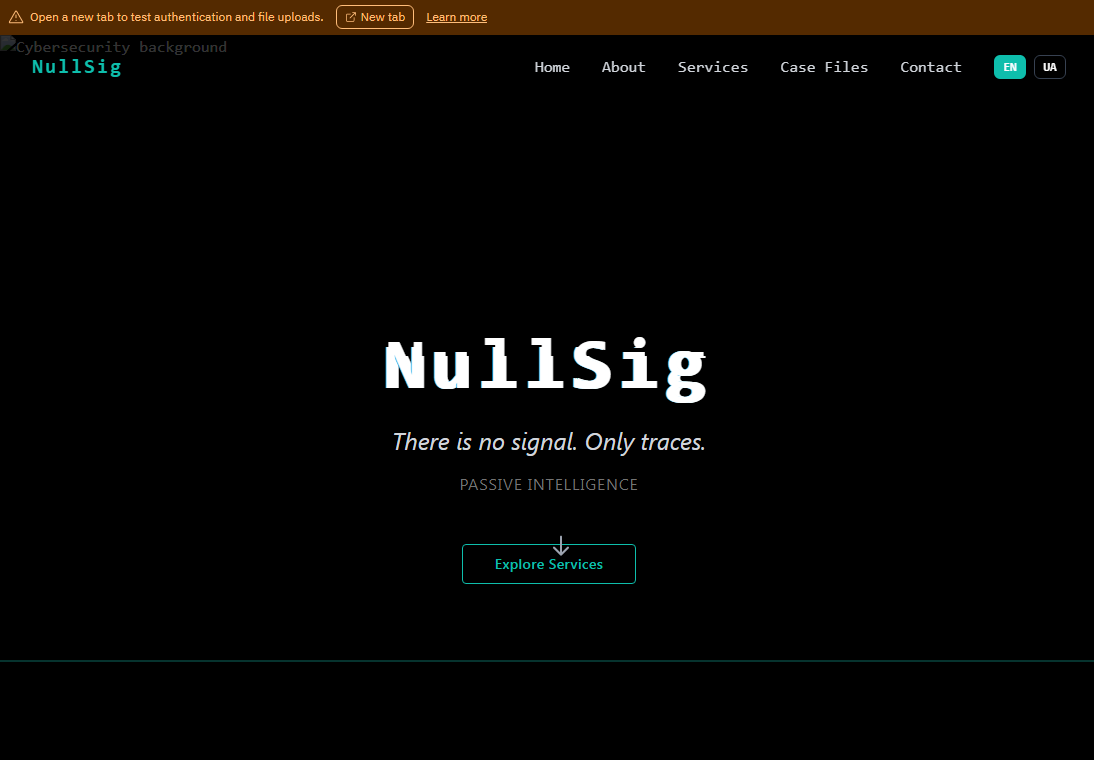 Open a new tab to test authentication and file uploads. New tab Learn more
Cybersecurity background
NullSig Home About Services Case Files Contact EN UA
NullSig
There is no signal. Only traces.
PASSIVE INTELLIGENCE
Explore Services